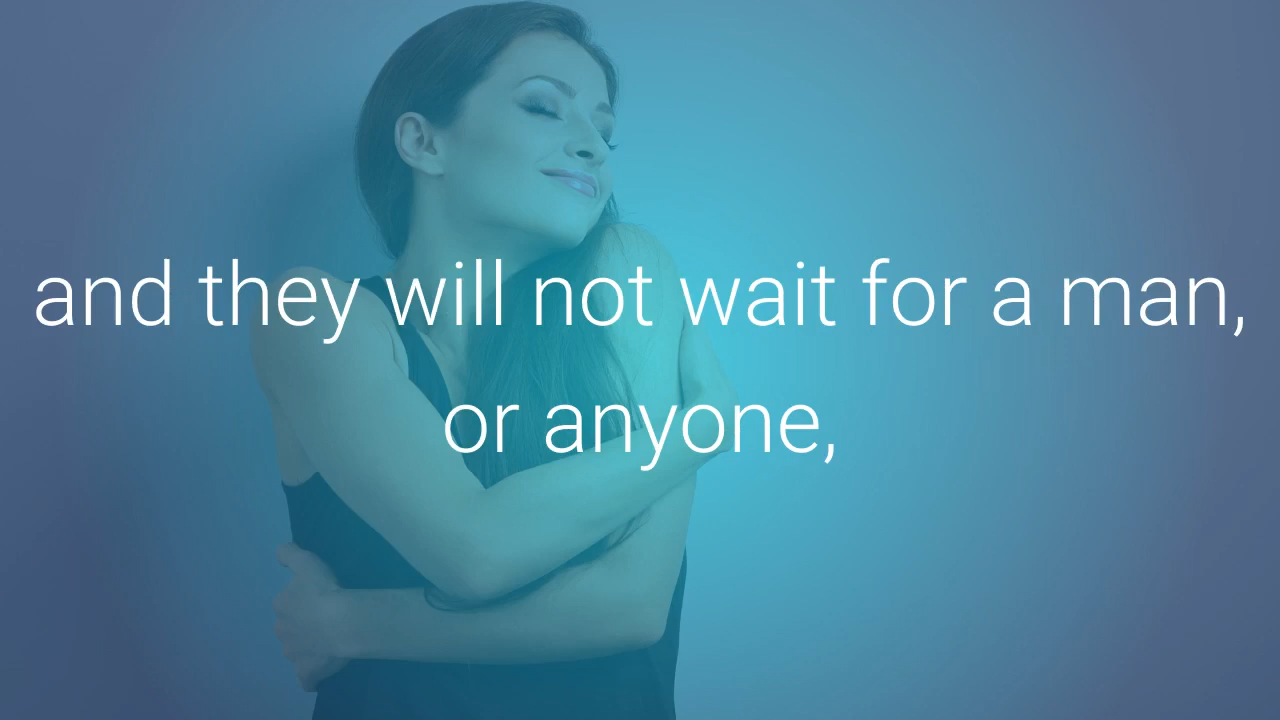 and they will not wait for a man,
or anyone,